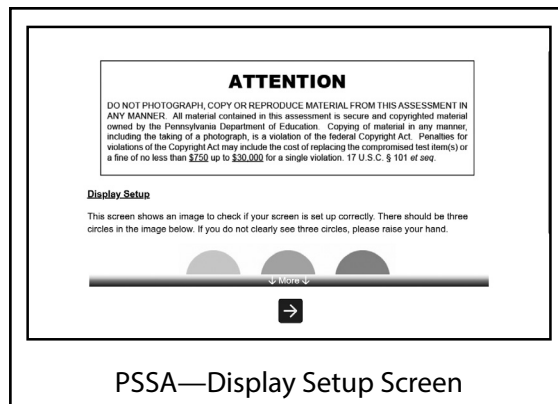 ATTENTION
DO NOT PHOTOGRAPH, COPY OR REPRODUCE MATERIAL FROM THIS ASSESSMENT IN
ANY MANNER. All material contained in this assessment is secure and copyrighted material
owned by the Pennsylvania Department of Education. Copying of material in any manner,
including the taking of a photograph, is a violation of the federal Copyright Act. Penalties for
violations of the Copyright Act may include the cost of replacing the compromised test item(s) or
a fine of no less than $750 up to $30,000 for a single violation. 17 U.S.C. § 101 et seq.
Display Setup
This screen shows an image to check if your screen is set up correctly. There should be three
circles in the image below. If you do not clearly see three circles, please raise your hand.
↓ More ↓
PSSA—Display Setup Screen